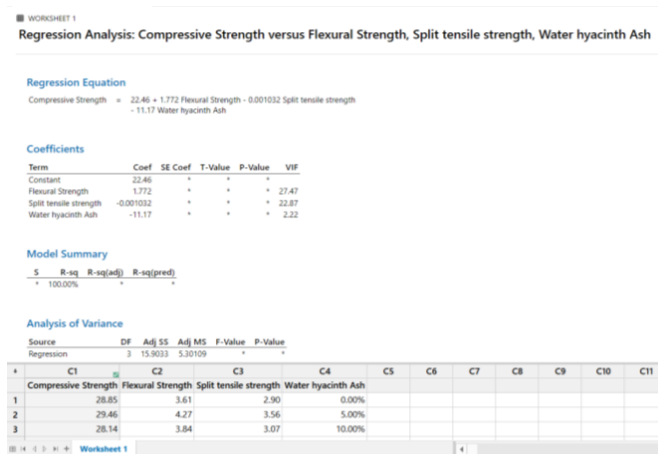 WORKSHEET 1
Regression Analysis: Compressive Strength versus Flexural Strength, Split tensile strength, Water hyacinth Ash
Regression Equation
Compressive Strength = 22.46 + 1.772 Flexural Strength - 0.001032 Split tensile strength
- 11.17 Water hyacinth Ash
Coefficients
Term Coef SE Coef T-Value P-Value VIF
Constant 22.46 * * *
Flexural Strength 1.772 * * * 27.47
Split tensile strength -0.001032 * * * 22.87
Water hyacinth Ash -11.17 * * * 2.22
Model Summary
S R-sq R-sq(adj) R-sq(pred)
* 100.00% * *
Analysis of Variance
Source DF Adj SS Adj MS F-Value P-Value
Regression 3 15.9033 5.30109 * *
C1 C2 C3 C4 C5 C6 C7 C8 C9 C10 C11
Compressive Strength Flexural Strength Split tensile strength Water hyacinth Ash
1 28.85 3.61 2.90 0.00%
2 29.46 4.27 3.56 5.00%
3 28.14 3.84 3.07 10.00%
Worksheet 1